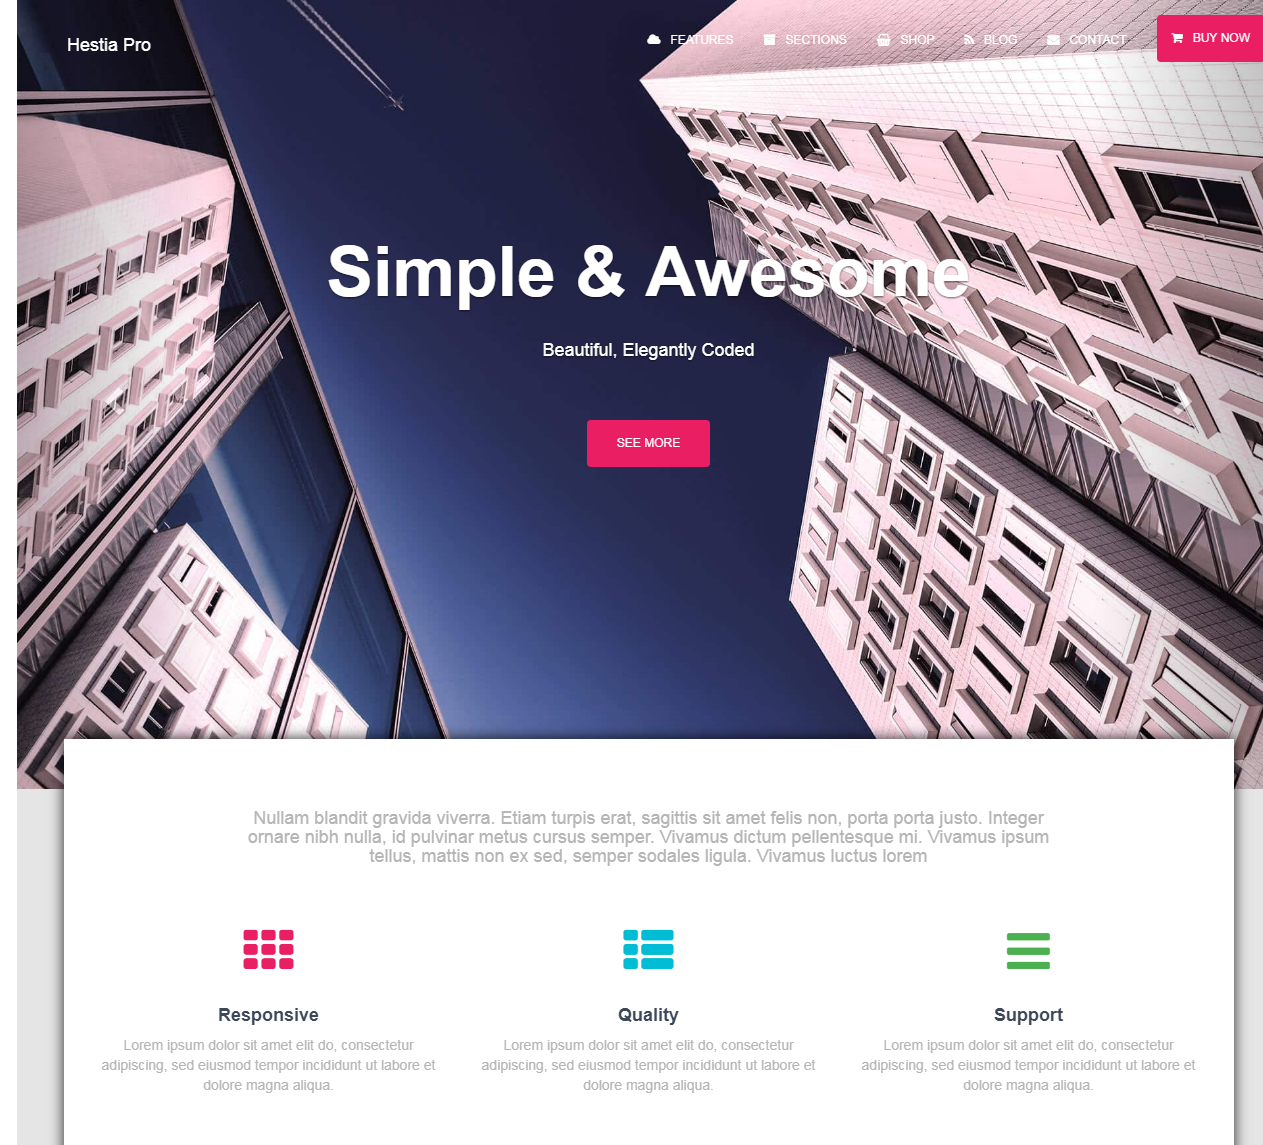 Hestia Pro
FEATURES SECTIONS SHOP BLOG CONTACT BUY NOW
Simple & Awesome
Beautiful, Elegantly Coded
SEE MORE
Nullam blandit gravida viverra. Etiam turpis erat, sagittis sit amet felis non, porta porta justo. Integer
ornare nibh nulla, id pulvinar metus cursus semper. Vivamus dictum pellentesque mi. Vivamus ipsum
tellus, mattis non ex sed, semper sodales ligula. Vivamus luctus lorem
Responsive
Lorem ipsum dolor sit amet elit do, consectetur
adipiscing, sed eiusmod tempor incididunt ut labore et
dolore magna aliqua.
Quality
Lorem ipsum dolor sit amet elit do, consectetur
adipiscing, sed eiusmod tempor incididunt ut labore et
dolore magna aliqua.
Support
Lorem ipsum dolor sit amet elit do, consectetur
adipiscing, sed eiusmod tempor incididunt ut labore et
dolore magna aliqua.